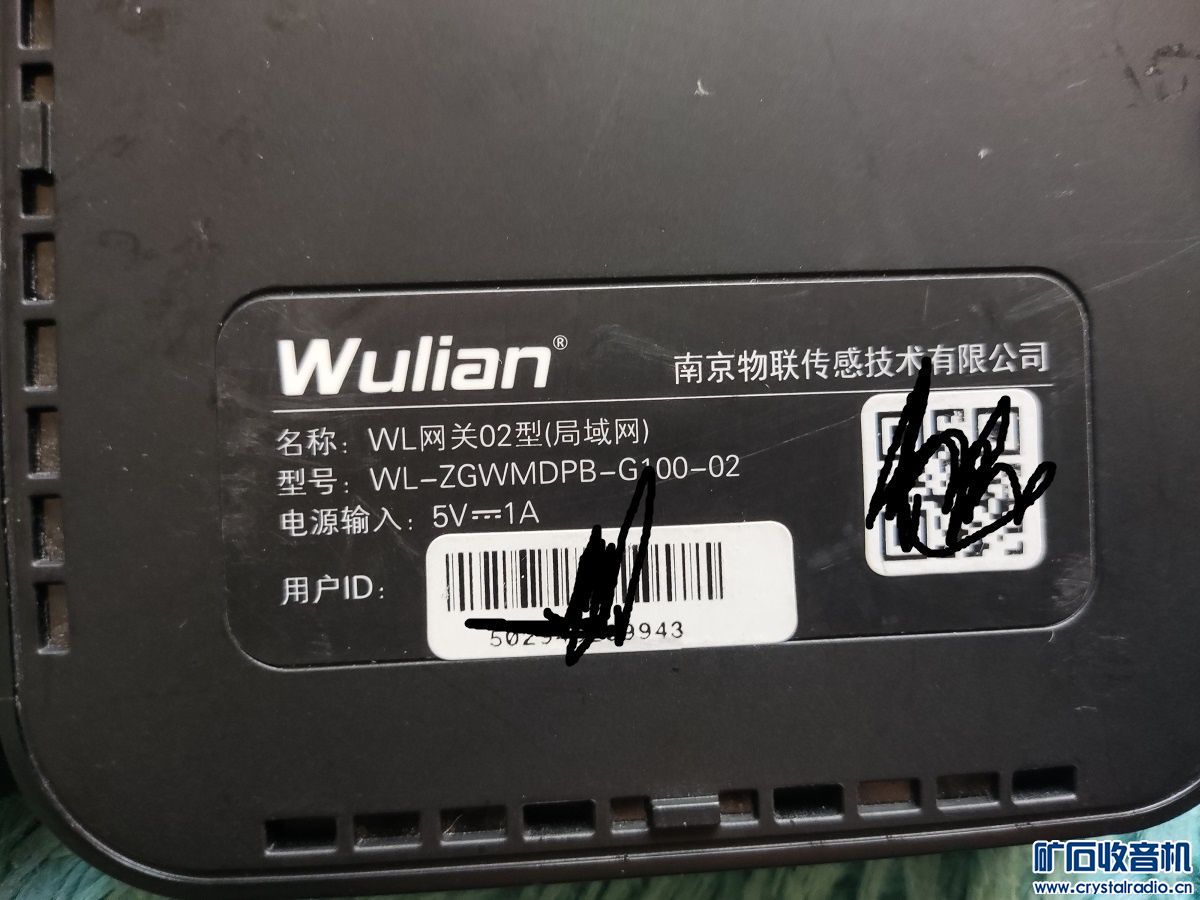 Wulian®
南京物联传感技术有限公司
名称：WL网关02型(局域网)
型号：WL-ZGWMDPB-G100-02
电源输入：5V⎓1A
用户ID：
矿石收音机
www.crystalradio.cn